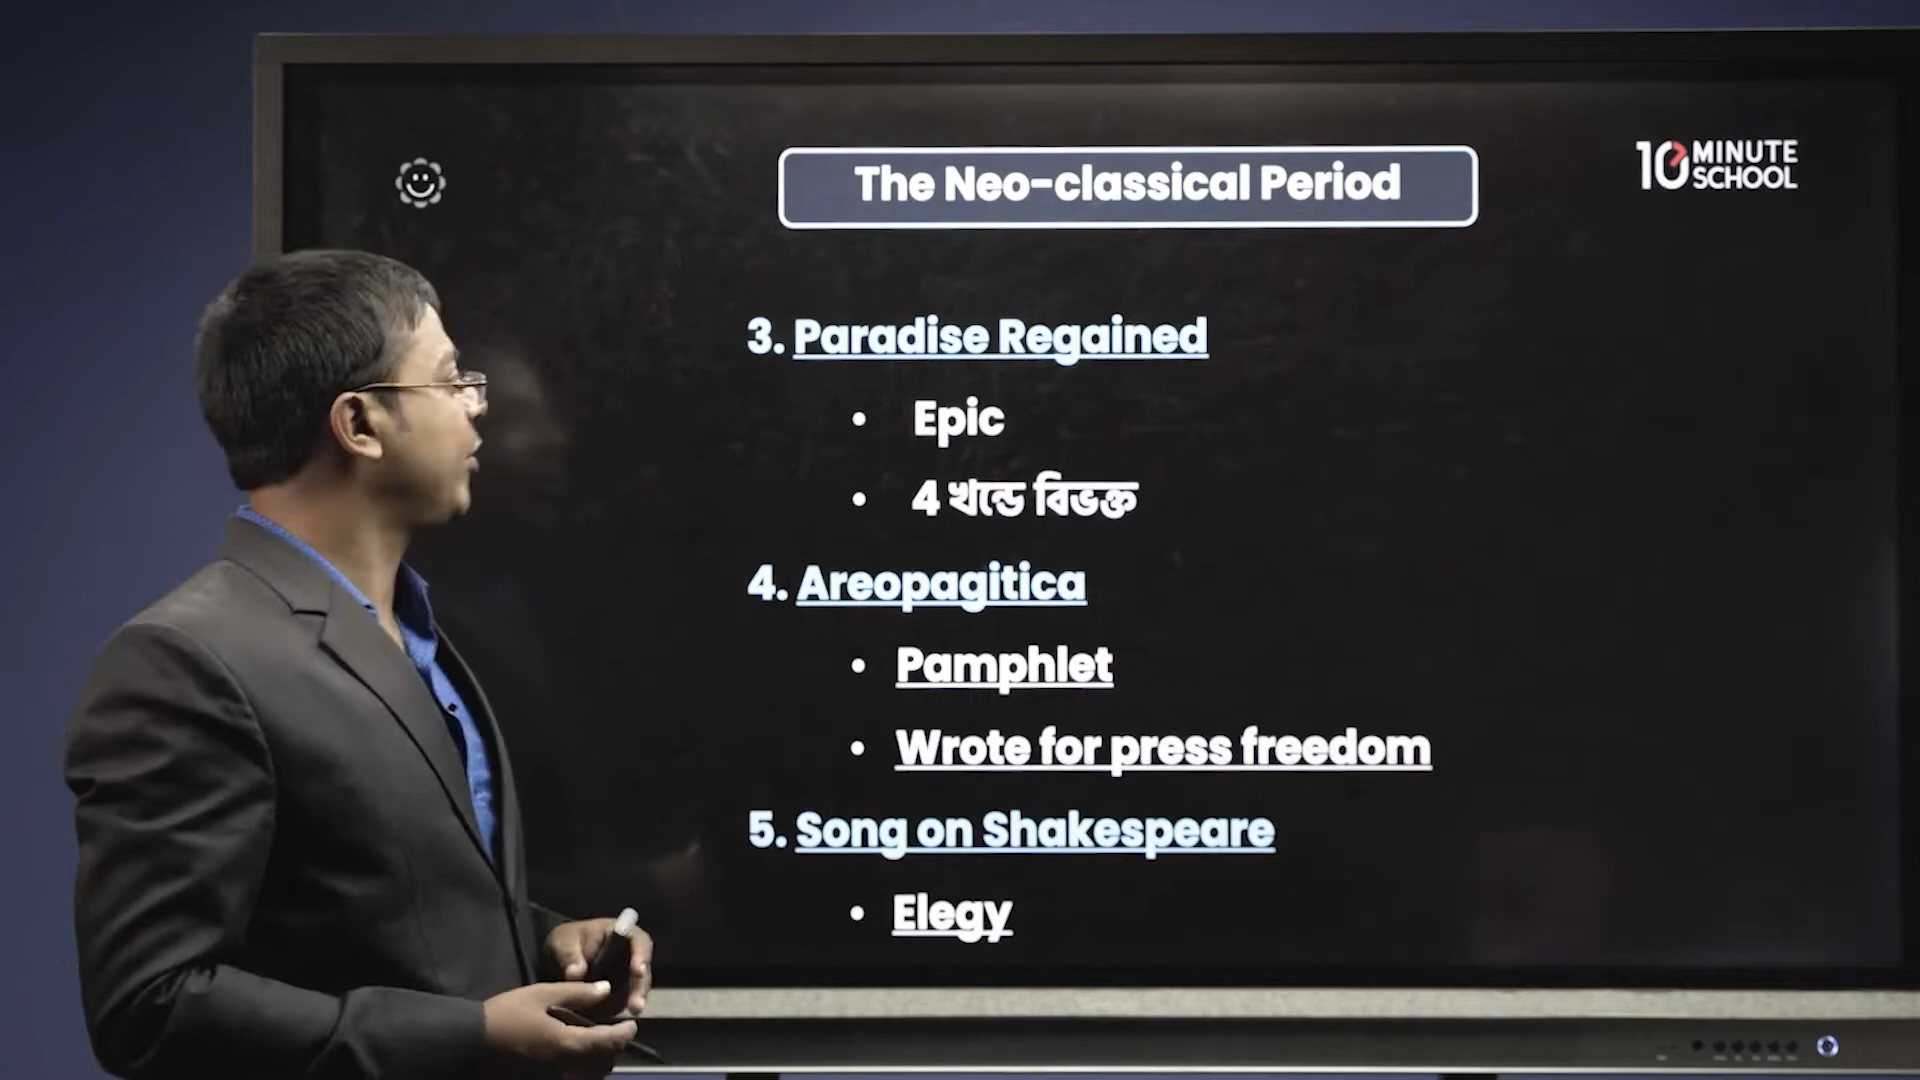 The Neo-classical Period
10 MINUTE SCHOOL
3. Paradise Regained
• Epic
• 4 খন্ডে বিভক্ত
4. Areopagitica
• Pamphlet
• Wrote for press freedom
5. Song on Shakespeare
• Elegy